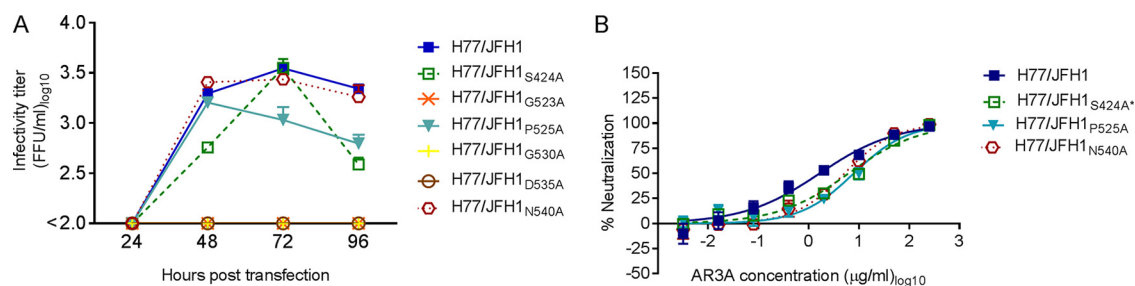 A
Infectivity titer
(FFU/ml)log10
4.0
3.5
3.0
2.5
<2.0
24 48 72 96
Hours post transfection
H77/JFH1
H77/JFH1S424A
H77/JFH1G523A
H77/JFH1P525A
H77/JFH1G530A
H77/JFH1D535A
H77/JFH1N540A
B
% Neutralization
150
125
100
75
50
25
0
-25
-50
-2 -1 0 1 2 3
AR3A concentration (µg/ml)log10
H77/JFH1
H77/JFH1S424A*
H77/JFH1P525A
H77/JFH1N540A